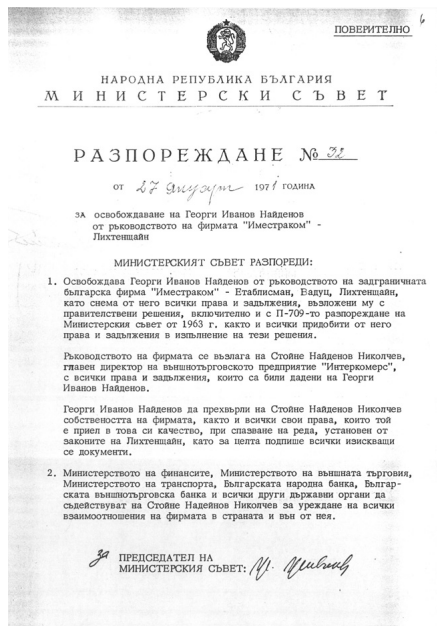 6
ПОВЕРИТЕЛНО
НАРОДНА РЕПУБЛИКА БЪЛГАРИЯ
МИНИСТЕРСКИ СЪВЕТ
РАЗПОРЕЖДАНЕ № 32
от 27 януари 1971 година
ЗА освобождаване на Георги Иванов Найденов
от ръководството на фирмата "Иместраком" -
Лихтенщайн
МИНИСТЕРСКИЯТ СЪВЕТ РАЗПОРЕДИ:
1. Освобождава Георги Иванов Найденов от ръководството на задграничната
българска фирма "Иместраком" - Етаблисман, Вадуц, Лихтенщайн,
като снема от него всички права и задължения, възложени му с
правителствени решения, включително и с П-709-то разпореждане на
Министерския съвет от 1963 г. както и всички придобити от него
права и задължения в изпълнение на тези решения.
Ръководството на фирмата се възлага на Стойне Найденов Николчев,
главен директор на външнотърговското предприятие "Интеркомерс",
с всички права и задължения, които са били дадени на Георги
Иванов Найденов.
Георги Иванов Найденов да прехвърли на Стойне Найденов Николчев
собствеността на фирмата, както и всички свои права, които той
е приел в това си качество, при спазване на реда, установен от
законите на Лихтенщайн, като за целта подпише всички изискващи
се документи.
2. Министерството на финансите, Министерството на външната търговия,
Министерството на транспорта, Българската народна банка, Българ-
ската външнотърговска банка и всички други държавни органи да
съдействуват на Стойне Надейнов Николчев за уреждане на всички
взаимоотношения на фирмата в страната и вън от нея.
за ПРЕДСЕДАТЕЛ НА
МИНИСТЕРСКИЯ СЪВЕТ: